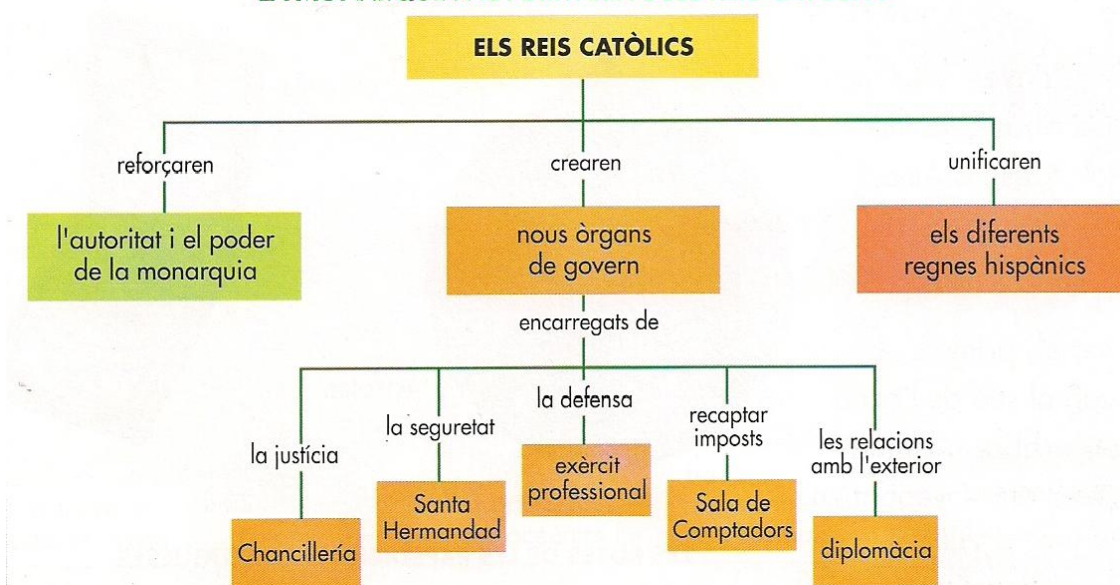 ELS REIS CATÒLICS
reforçaren
crearen
unificaren
l'autoritat i el poder
de la monarquia
nous òrgans
de govern
els diferents
regnes hispànics
encarregats de
la justícia
la seguretat
la defensa
recaptar
imposts
les relacions
amb l'exterior
Chancillería
Santa
Hermandad
exèrcit
professional
Sala de
Comptadors
diplomàcia